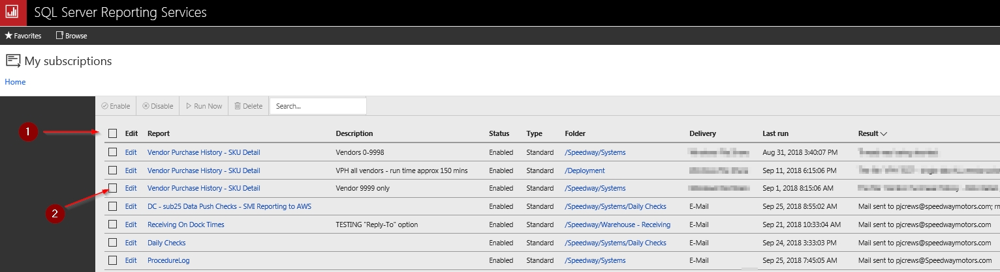 SQL Server Reporting Services
Favorites Browse
My subscriptions
Home
Enable Disable Run Now Delete Search...
1
Edit Report Description Status Type Folder Delivery Last run Result
Edit Vendor Purchase History - SKU Detail Vendors 0-9998 Enabled Standard /Speedway/Systems Aug 31, 2018 3:40:07 PM
Edit Vendor Purchase History - SKU Detail VPH all vendors - run time approx 150 mins Enabled Standard /Deployment Sep 11, 2018 6:15:06 PM
Edit Vendor Purchase History - SKU Detail Vendor 9999 only Enabled Standard /Speedway/Systems Sep 1, 2018 8:15:06 AM
2
Edit DC - sub25 Data Push Checks - SMI Reporting to AWS Enabled Standard /Speedway/Systems/Daily Checks E-Mail Sep 25, 2018 8:55:02 AM Mail sent to pjcrews@speedwaymotors.com;
Edit Receiving On Dock Times TESTING "Reply-To" option Enabled Standard /Speedway/Warehouse - Receiving E-Mail Sep 21, 2018 10:33:04 AM Mail sent to pjcrews@speedwaymotors.com
Edit Daily Checks Enabled Standard /Speedway/Systems/Daily Checks E-Mail Sep 24, 2018 3:33:03 PM Mail sent to pjcrews@speedwaymotors.com
Edit ProcedureLog Enabled Standard /Speedway/Systems E-Mail Sep 25, 2018 7:45:05 AM Mail sent to pjcrews@Speedwaymotors.com